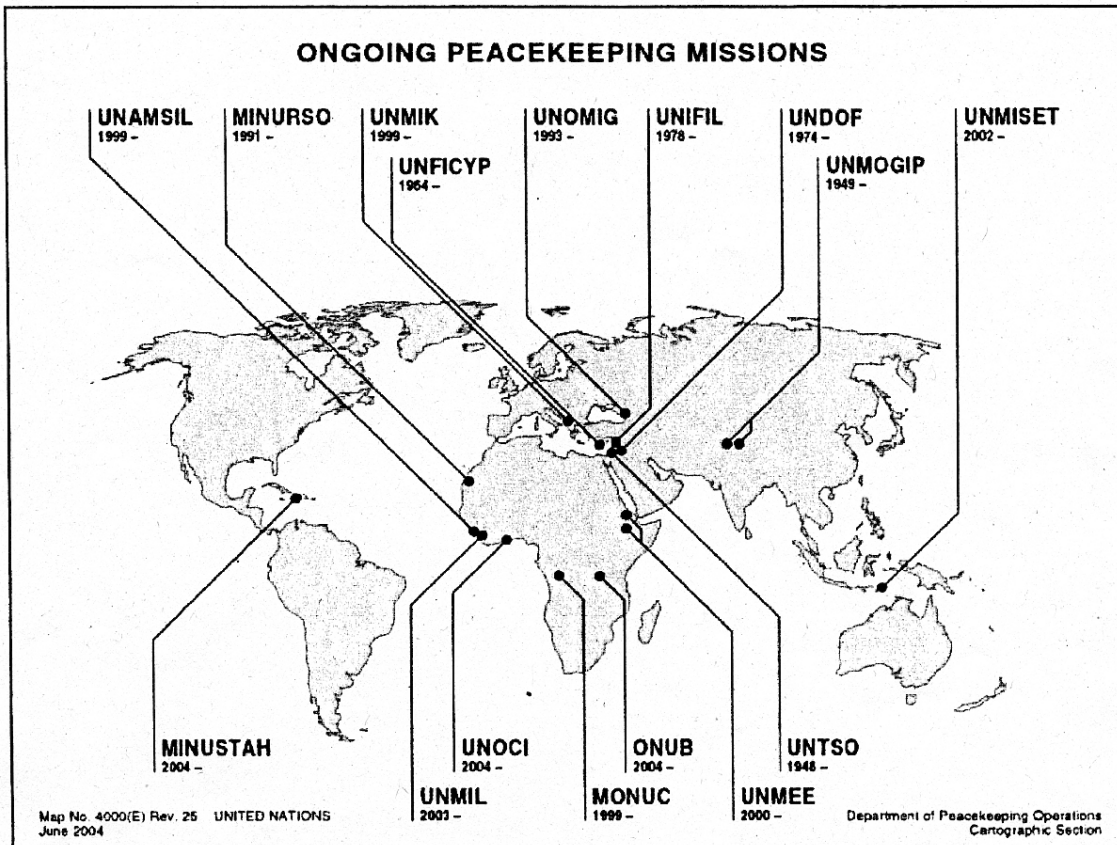 ONGOING PEACEKEEPING MISSIONS
UNAMSIL
1999 –
MINURSO
1991 –
UNMIK
1999 –
UNOMIG
1993 –
UNIFIL
1978 –
UNDOF
1974 –
UNMISET
2002 –
UNFICYP
1964 –
UNMOGIP
1949 –
MINUSTAH
2004 –
UNOCI
2004 –
ONUB
2004 –
UNTSO
1948 –
UNMIL
2003 –
MONUC
1999 –
UNMEE
2000 –
Map No. 4000(E) Rev. 25 UNITED NATIONS
June 2004
Department of Peacekeeping Operations
Cartographic Section